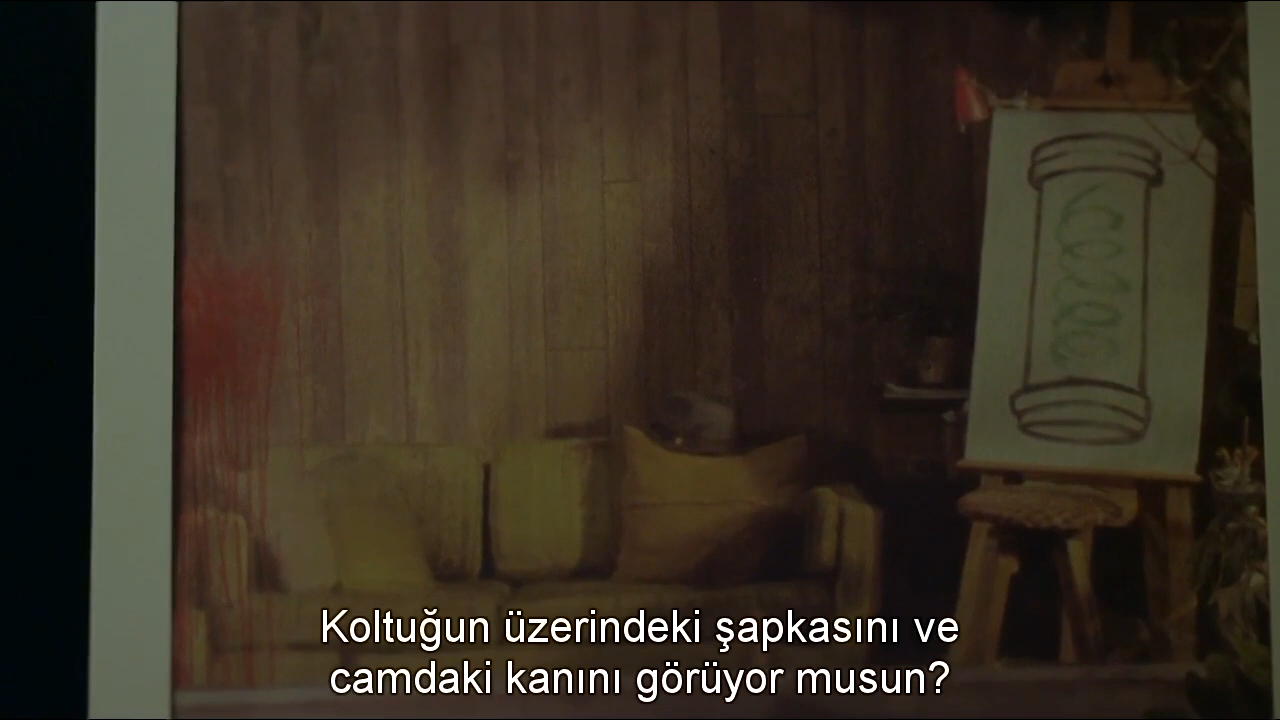 Koltuğun üzerindeki şapkasını ve
camdaki kanını görüyor musun?